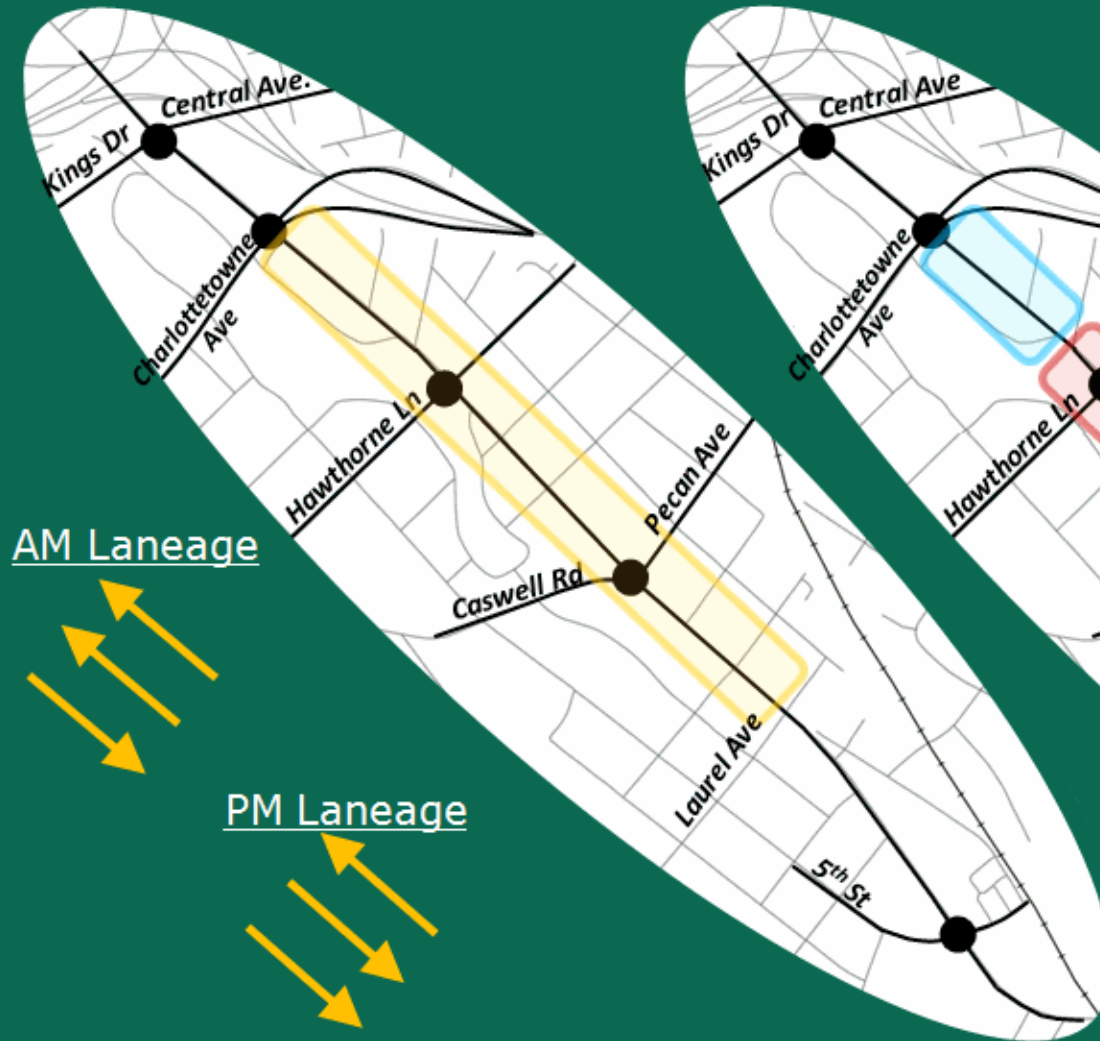 Central Ave.
Kings Dr
Charlottetowne
Ave
Hawthorne Ln
Pecan Ave
Caswell Rd
Laurel Ave
5th St
AM Laneage
PM Laneage
Central Ave
Kings Dr
Charlottetowne
Ave
Hawthorne Ln